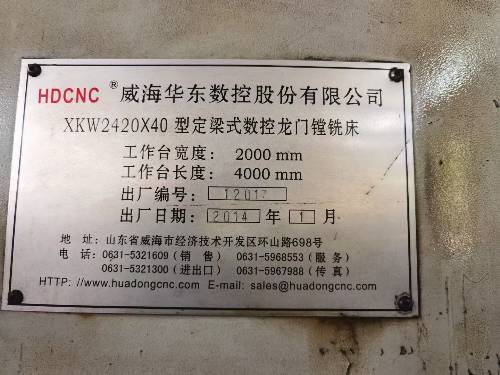 HDCNC ® 威海华东数控股份有限公司
XKW2420X40 型定梁式数控龙门镗铣床
工作台宽度: 2000 mm
工作台长度: 4000 mm
出厂编号: 12017
出厂日期: 2014 年 1 月
地 址: 山东省威海市经济技术开发区环山路698号
电 话: 0631-5321609 (销 售) 0631-5968553 (服 务)
0631-5321300 (进出口) 0631-5967988 (传 真)
HTTP: //www.huadongcnc.com E-mail: sales@huadongcnc.com